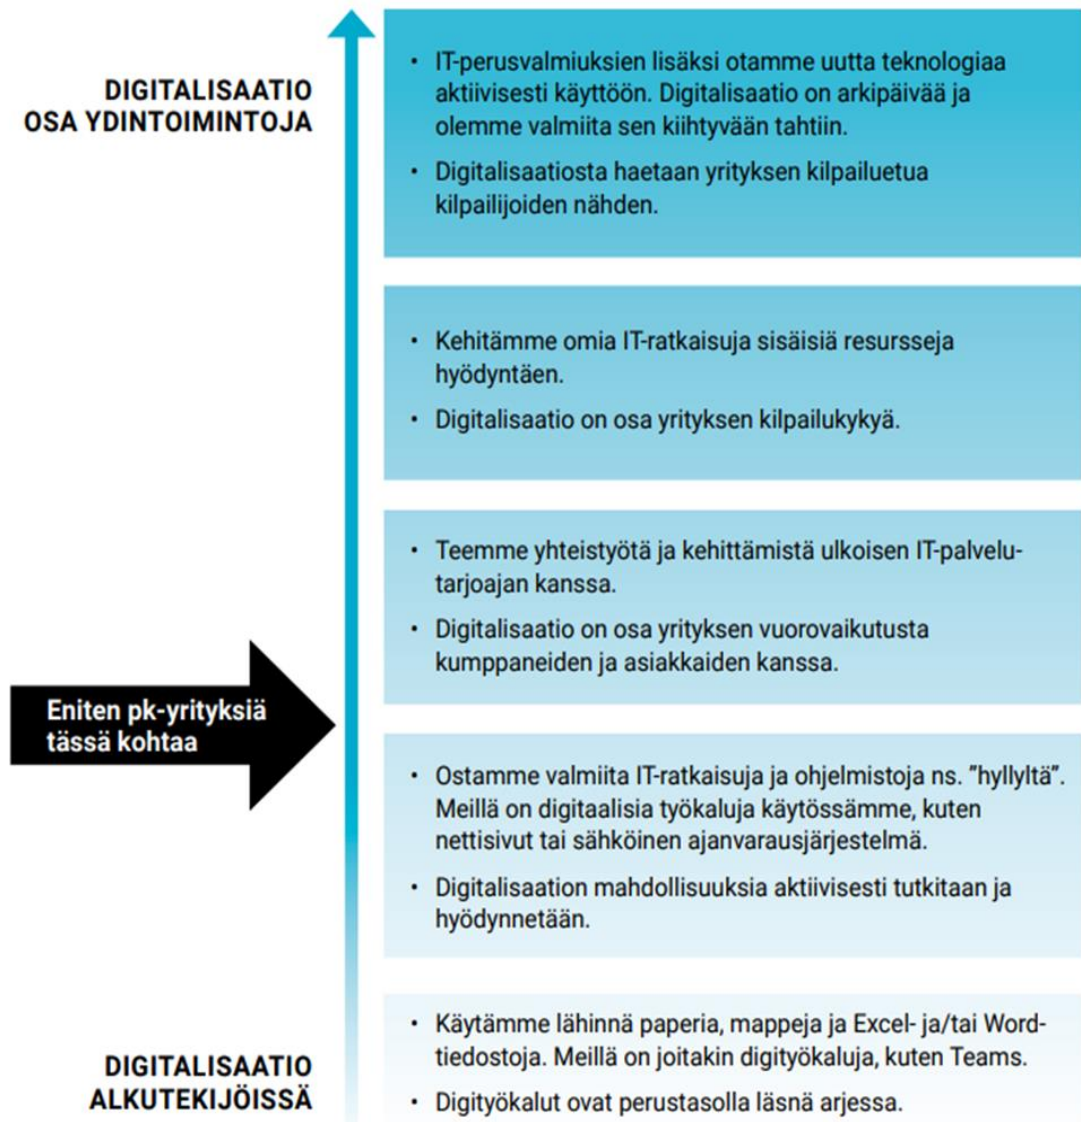 DIGITALISAATIO
OSA YDINTOIMINTOJA
• IT-perusvalmiuksien lisäksi otamme uutta teknologiaa
aktiivisesti käyttöön. Digitalisaatio on arkipäivää ja
olemme valmiita sen kiihtyvään tahtiin.
• Digitalisaatiosta haetaan yrityksen kilpailuetua
kilpailijoiden nähden.
• Kehitämme omia IT-ratkaisuja sisäisiä resursseja
hyödyntäen.
• Digitalisaatio on osa yrityksen kilpailukykyä.
• Teemme yhteistyötä ja kehittämistä ulkoisen IT-palvelu-
tarjoajan kanssa.
• Digitalisaatio on osa yrityksen vuorovaikutusta
kumppaneiden ja asiakkaiden kanssa.
Eniten pk-yrityksiä
tässä kohtaa
• Ostamme valmiita IT-ratkaisuja ja ohjelmistoja ns. ”hyllyltä”.
Meillä on digitaalisia työkaluja käytössämme, kuten
nettisivut tai sähköinen ajanvarausjärjestelmä.
• Digitalisaation mahdollisuuksia aktiivisesti tutkitaan ja
hyödynnetään.
DIGITALISAATIO
ALKUTEKIJÖISSÄ
• Käytämme lähinnä paperia, mappeja ja Excel- ja/tai Word-
tiedostoja. Meillä on joitakin digityökaluja, kuten Teams.
• Digityökalut ovat perustasolla läsnä arjessa.